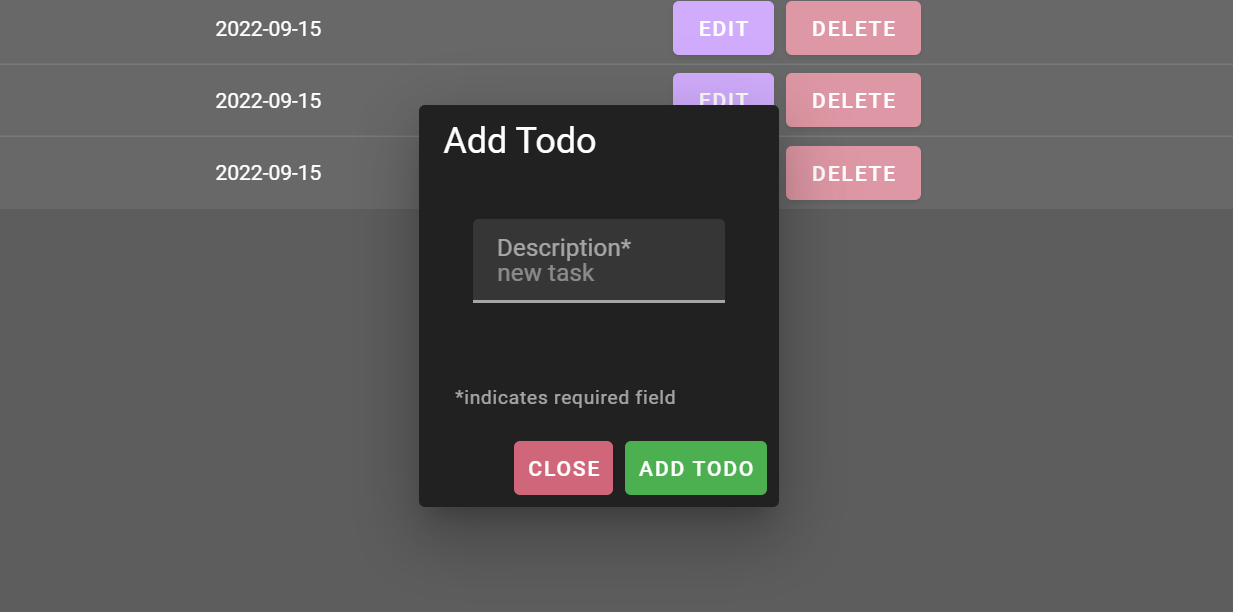 2022-09-15 EDIT DELETE
2022-09-15 EDIT DELETE
Add Todo
2022-09-15 DELETE
Description*
new task
*indicates required field
CLOSE ADD TODO